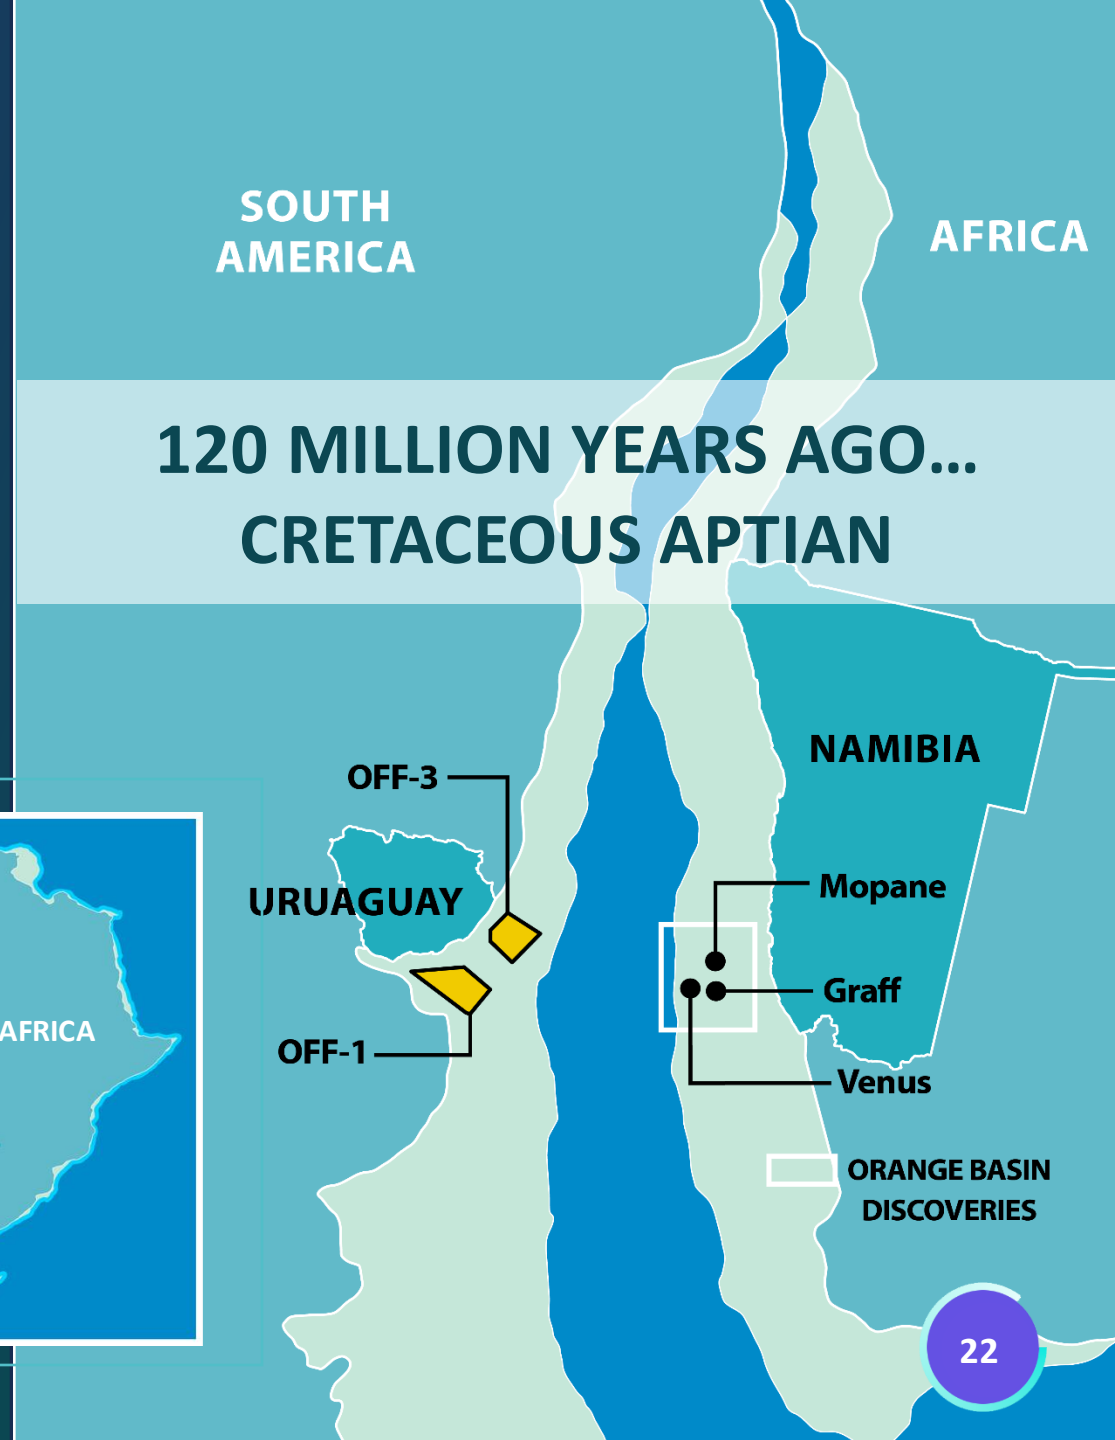 SOUTH
AMERICA
AFRICA
120 MILLION YEARS AGO...
CRETACEOUS APTIAN
NAMIBIA
OFF-3
URUAGUAY
Mopane
Graff
AFRICA
OFF-1
Venus
ORANGE BASIN
DISCOVERIES
22